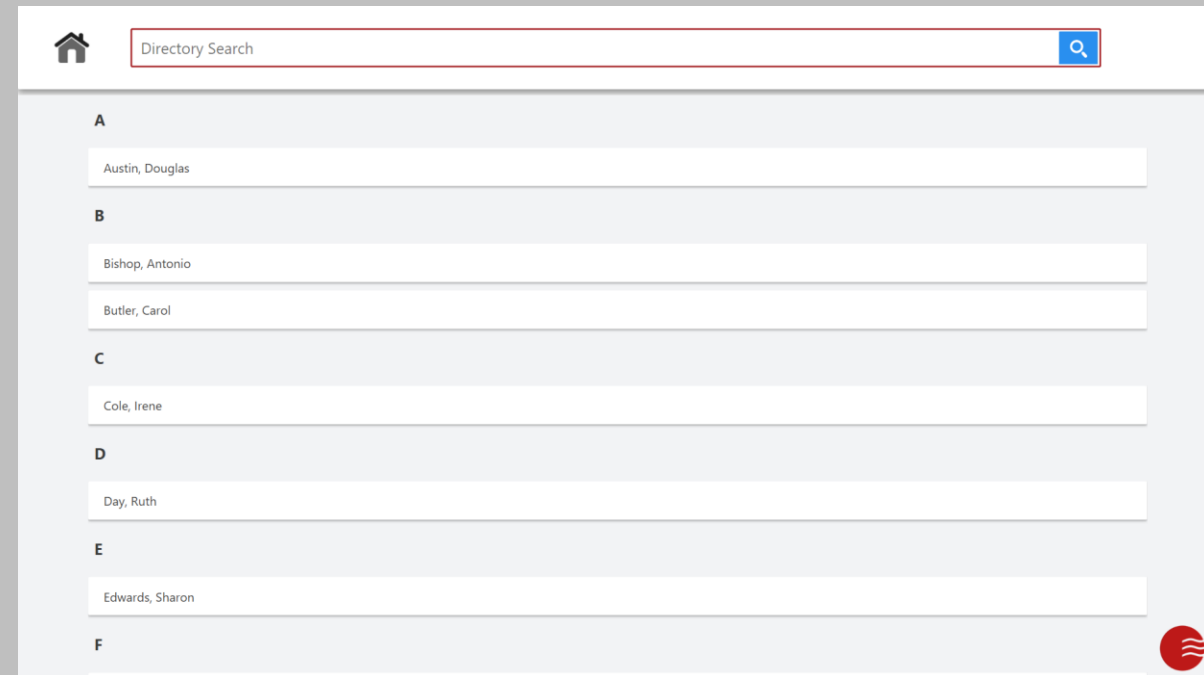 Directory Search
A
Austin, Douglas
B
Bishop, Antonio
Butler, Carol
C
Cole, Irene
D
Day, Ruth
E
Edwards, Sharon
F